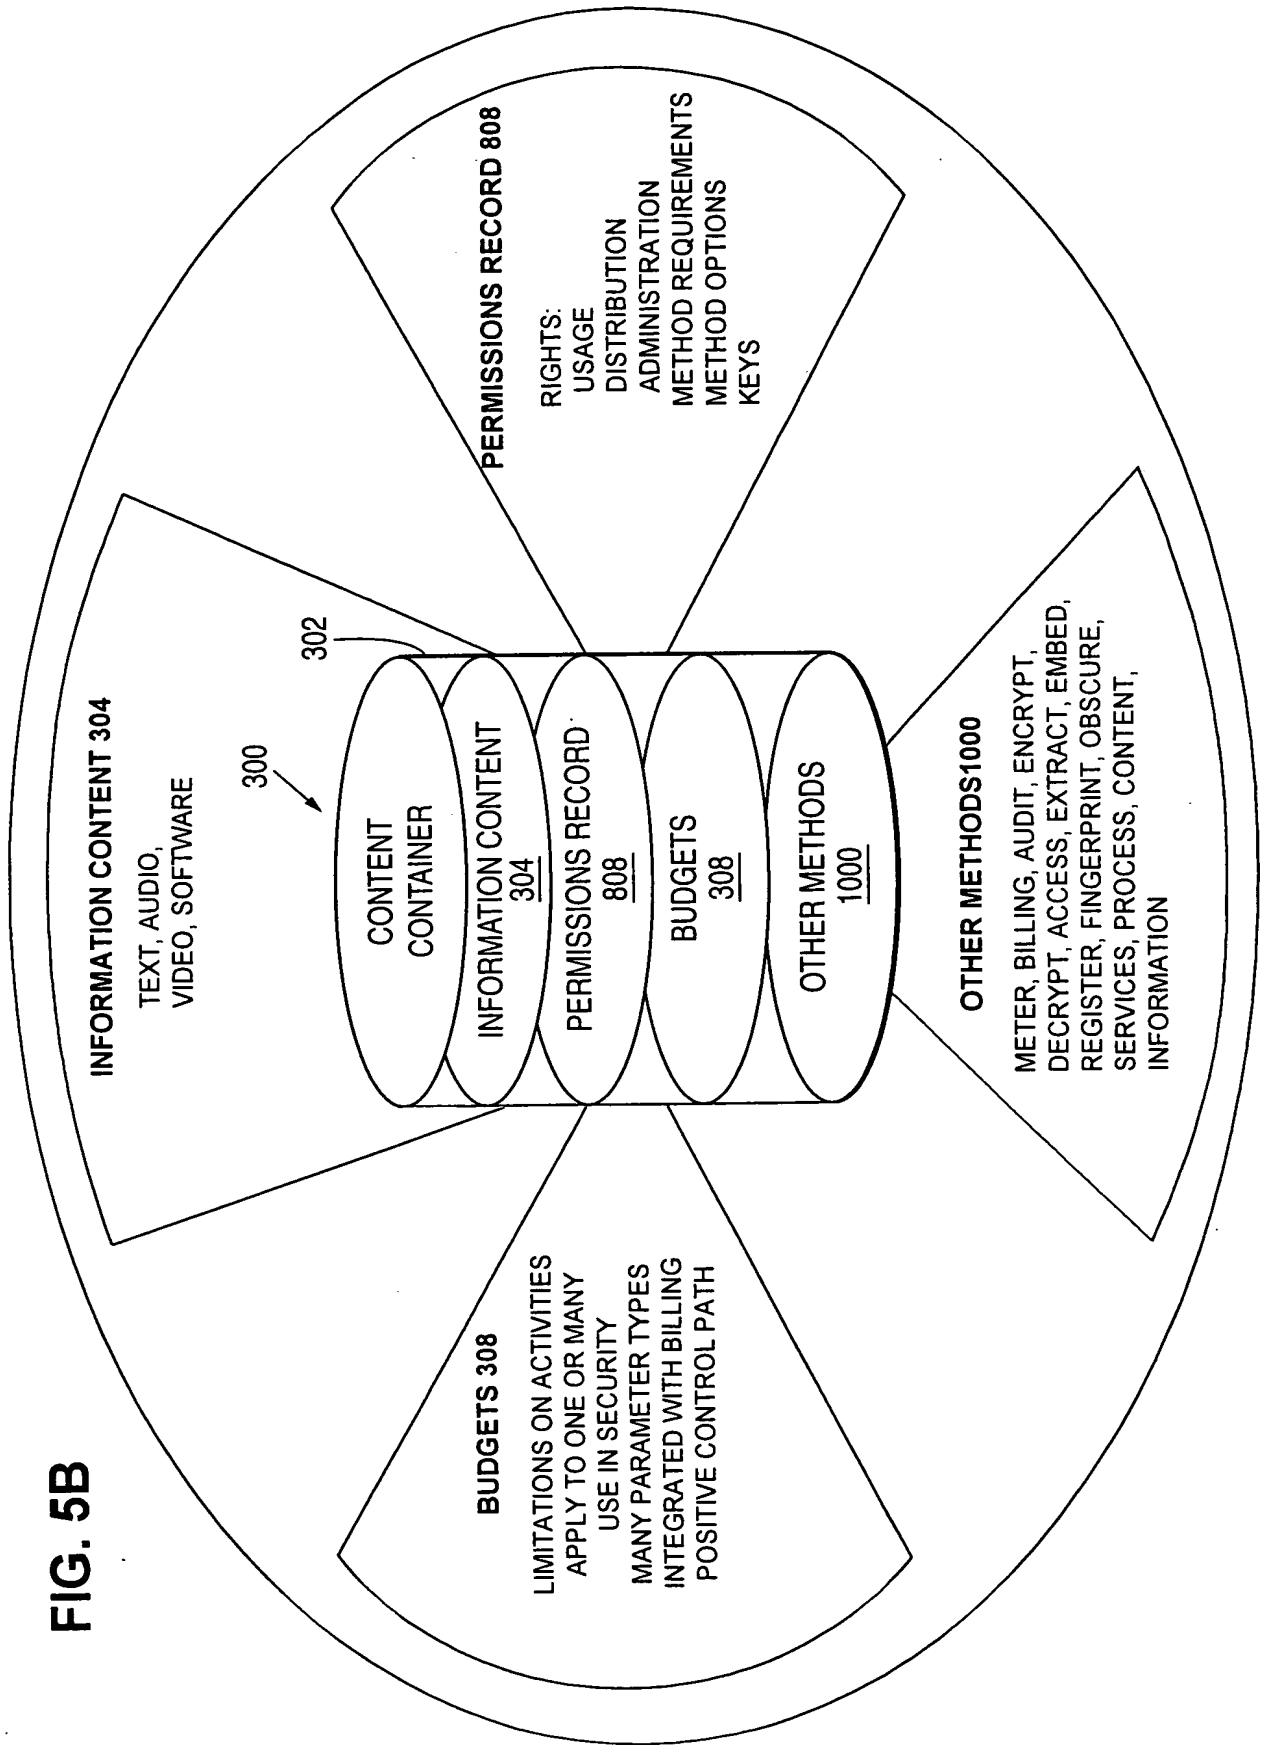 FIG. 5B
INFORMATION CONTENT 304
TEXT, AUDIO,
VIDEO, SOFTWARE
300
302
CONTENT
CONTAINER
INFORMATION CONTENT
304
PERMISSIONS RECORD
808
BUDGETS
308
OTHER METHODS
1000
BUDGETS 308
LIMITATIONS ON ACTIVITIES
APPLY TO ONE OR MANY
USE IN SECURITY
MANY PARAMETER TYPES
INTEGRATED WITH BILLING
POSITIVE CONTROL PATH
PERMISSIONS RECORD 808
RIGHTS:
USAGE
DISTRIBUTION
ADMINISTRATION
METHOD REQUIREMENTS
METHOD OPTIONS
KEYS
OTHER METHODS1000
METER, BILLING, AUDIT, ENCRYPT,
DECRYPT, ACCESS, EXTRACT, EMBED,
REGISTER, FINGERPRINT, OBSCURE,
SERVICES, PROCESS, CONTENT,
INFORMATION